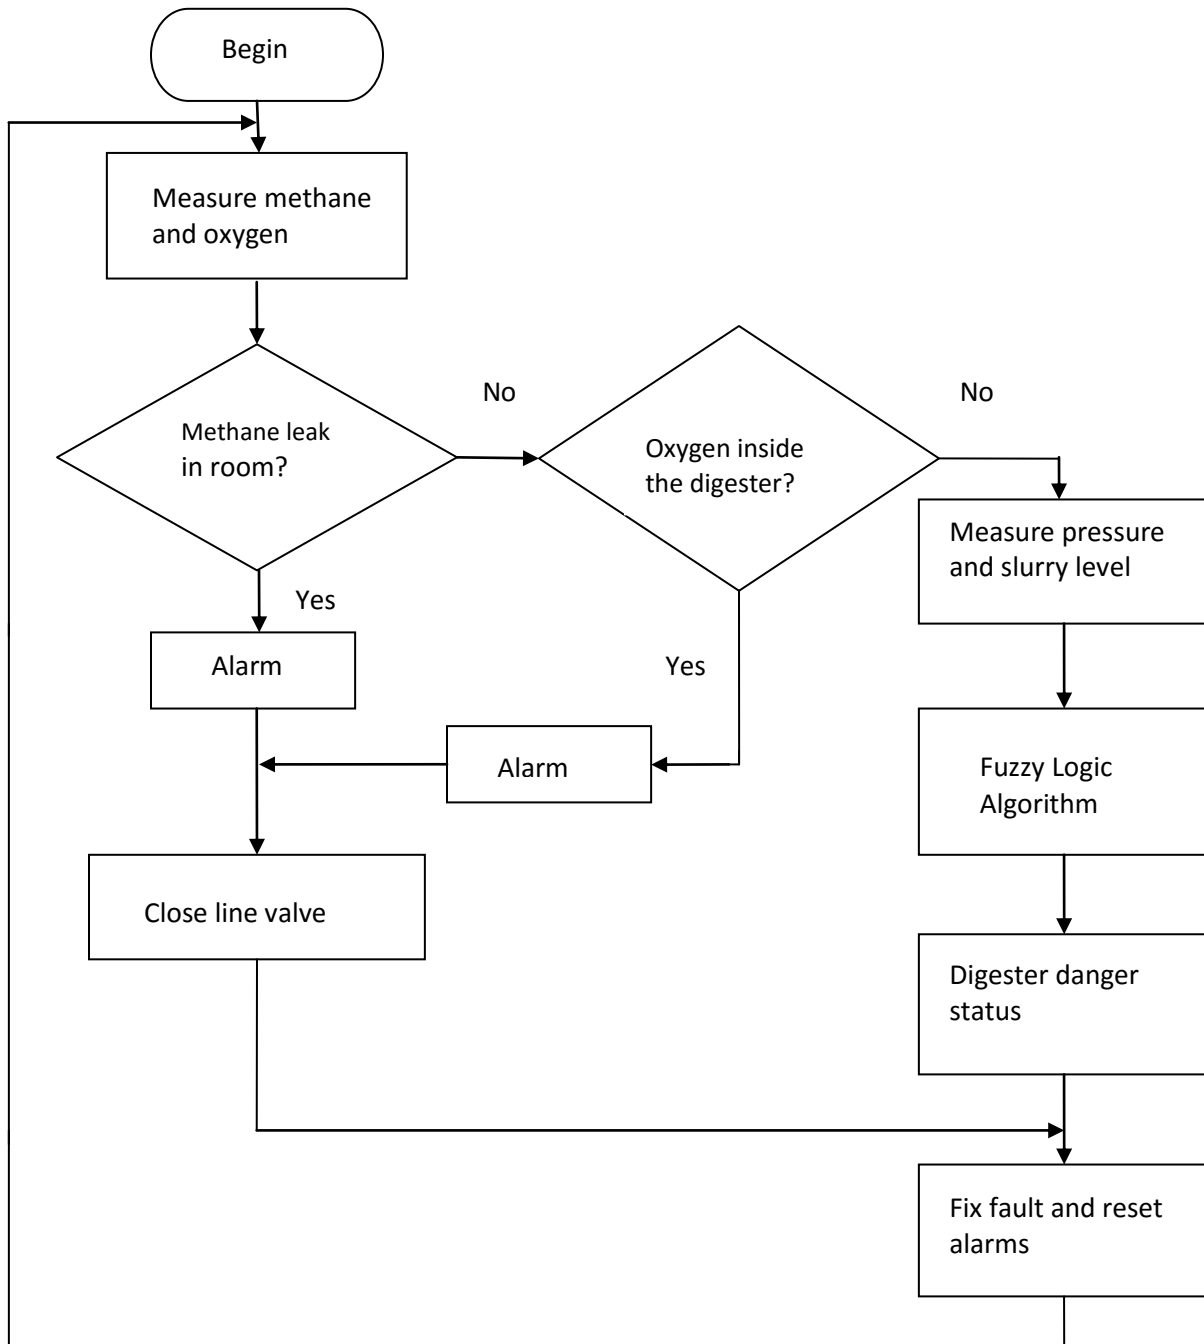 Begin
Measure methane
and oxygen
Methane leak
in room?
No
Oxygen inside
the digester?
No
Measure pressure
and slurry level
Yes
Alarm
Yes
Alarm
Fuzzy Logic
Algorithm
Close line valve
Digester danger
status
Fix fault and reset
alarms